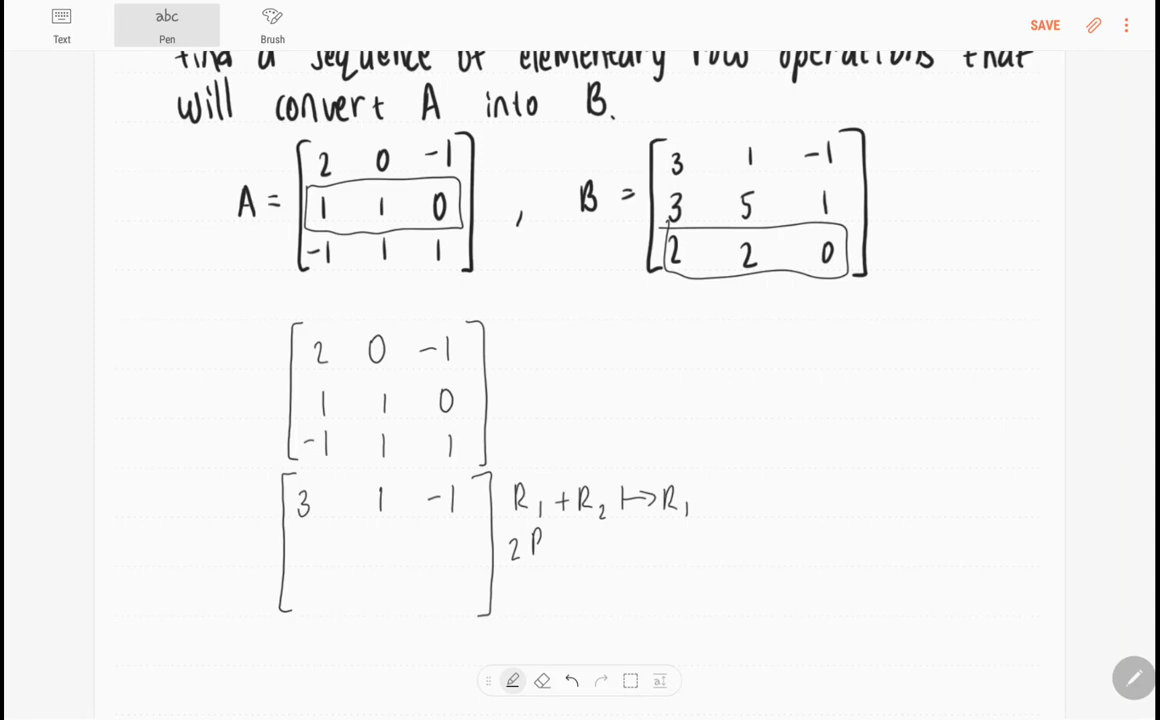 abc
SAVE
Text
Pen
Brush
find a sequence of elementary row operations that
will convert A into B.
A = [2 0 -1
1 1 0
-1 1 1] , B = [3 1 -1
3 5 1
2 2 0]
[2 0 -1
1 1 0
-1 1 1]
[3 1 -1] R₁ + R₂ ↦ R₁
2 P